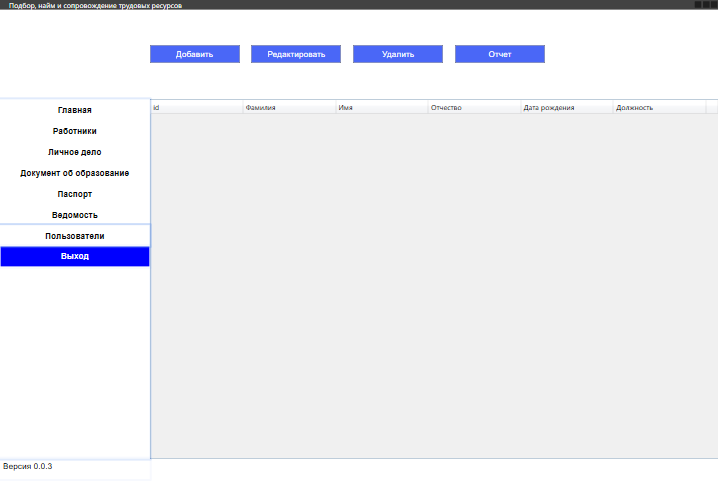 Подбор, найм и сопровождение трудовых ресурсов
Добавить Редактировать Удалить Отчет
id Фамилия Имя Отчество Дата рождения Должность
Главная
Работники
Личное дело
Документ об образование
Паспорт
Ведомость
Пользователи
Выход
Версия 0.0.3